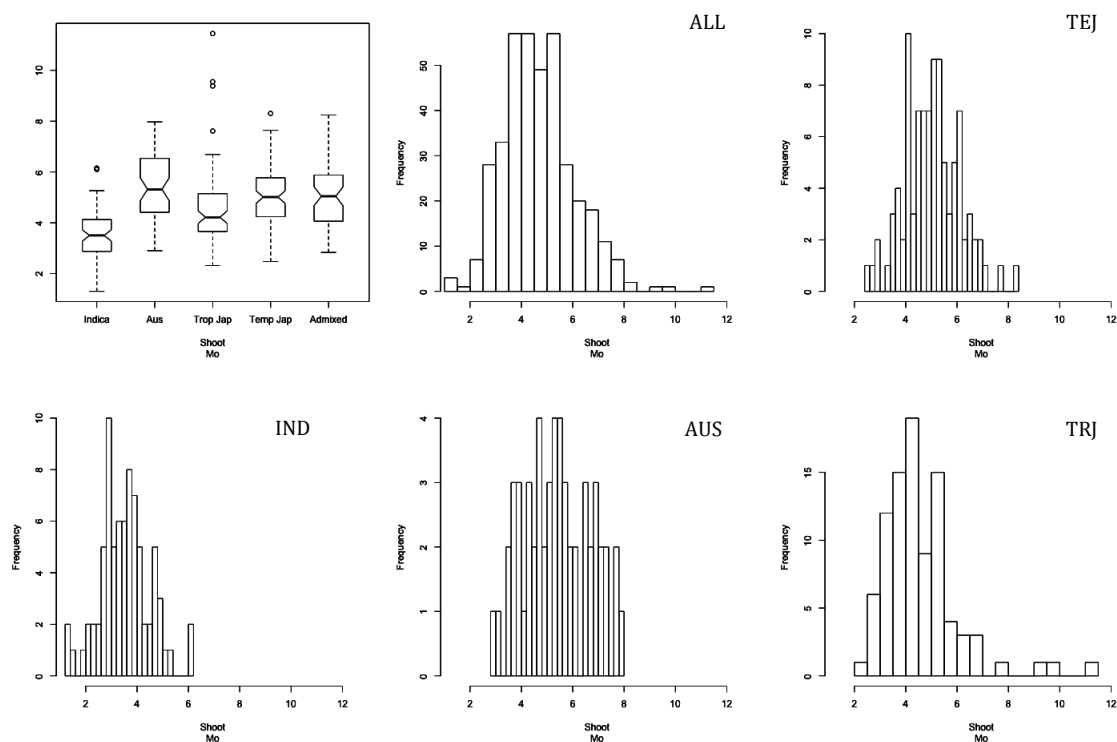 ALL
TEJ
10
8
6
4
2
Indica Aus Trop Jap Temp Jap Admixed
Shoot
Mo
Frequency
50
40
30
20
10
0
2 4 6 8 10 12
Shoot
Mo
Frequency
10
8
6
4
2
0
2 4 6 8 10 12
Shoot
Mo
IND
AUS
TRJ
Frequency
10
8
6
4
2
0
2 4 6 8 10 12
Shoot
Mo
Frequency
4
3
2
1
0
2 4 6 8 10 12
Shoot
Mo
Frequency
15
10
5
0
2 4 6 8 10 12
Shoot
Mo